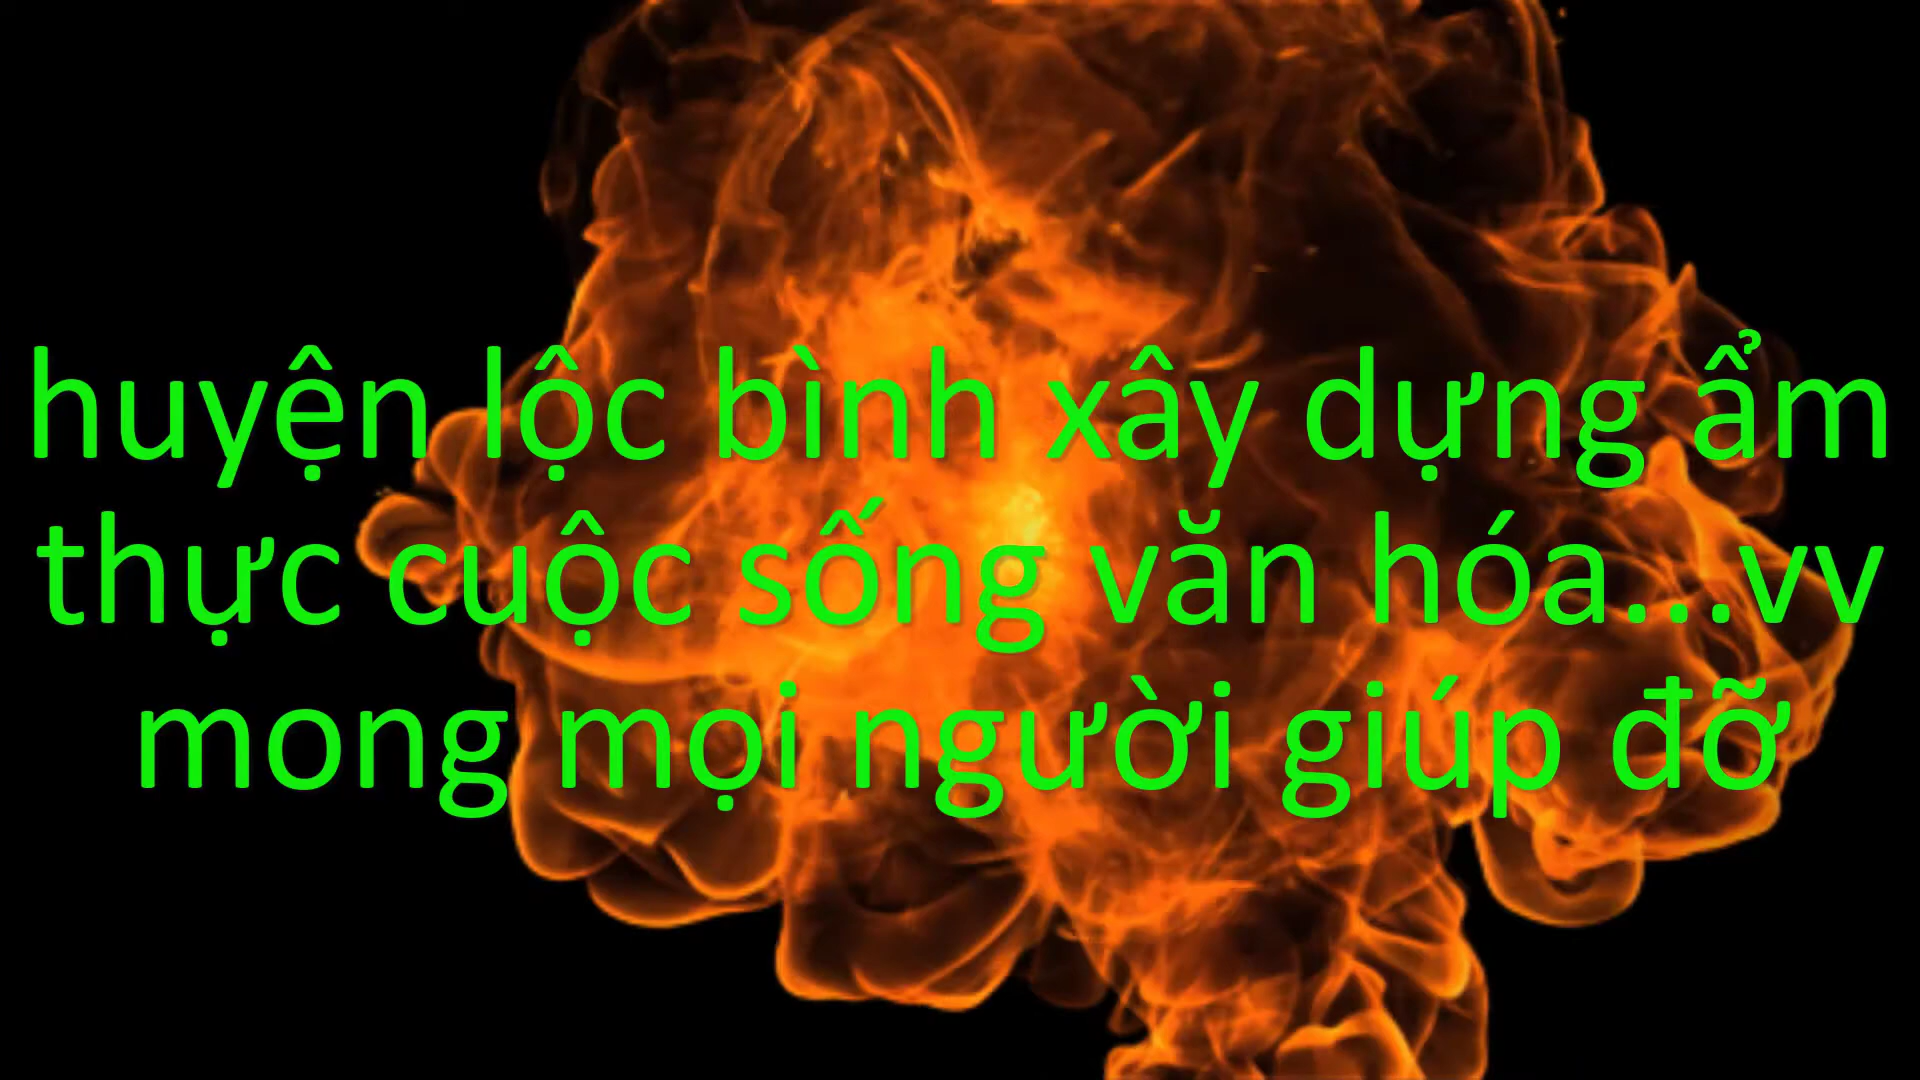 huyện lộc bình xây dựng ẩm
thực cuộc sống văn hóa...vv
mong mọi người giúp đỡ